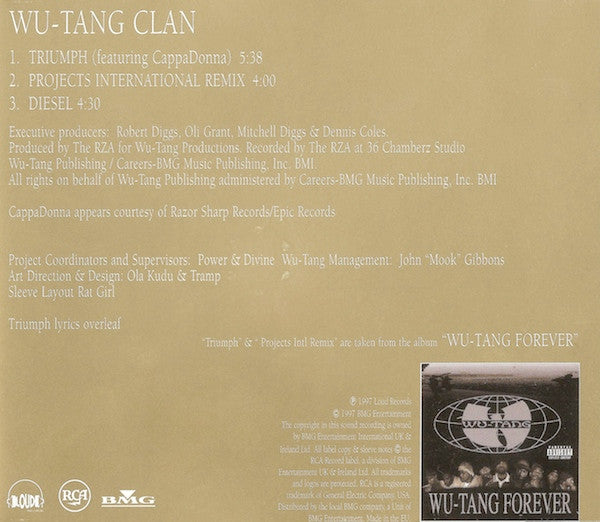 WU-TANG CLAN
1. TRIUMPH (featuring CappaDonna) 5:38
2. PROJECTS INTERNATIONAL REMIX 4:00
3. DIESEL 4:30
Executive producers: Robert Diggs, Oli Grant, Mitchell Diggs & Dennis Coles.
Produced by The RZA for Wu-Tang Productions. Recorded by The RZA at 36 Chamberz Studio
Wu-Tang Publishing / Careers-BMG Music Publishing, Inc. BMI.
All rights on behalf of Wu-Tang Publishing administered by Careers-BMG Music Publishing, Inc. BMI
CappaDonna appears courtesy of Razor Sharp Records/Epic Records
Project Coordinators and Supervisors: Power & Divine Wu-Tang Management: John "Mook" Gibbons
Art Direction & Design: Ola Kudu & Tramp
Sleeve Layout Rat Girl
Triumph lyrics overleaf
"Triumph" & " Projects Intl Remix" are taken from the album "WU-TANG FOREVER"
℗ 1997 Loud Records
© 1997 BMG Entertainment
The copyright in this sound recording is owned
by BMG Entertainment International UK &
Ireland Ltd. All label copy & sleeve notes © the
RCA Record label, a division of BMG
Entertainment UK & Ireland Ltd. All trademarks
and logos are protected. RCA is a registered
trademark of General Electric Company, USA.
Distributed by the local BMG company, a Unit of
BMG Entertainment. Made in the EU.
LOUD
RCA
BMG
WU-TANG
PARENTAL
ADVISORY
EXPLICIT CONTENT
WU-TANG FOREVER